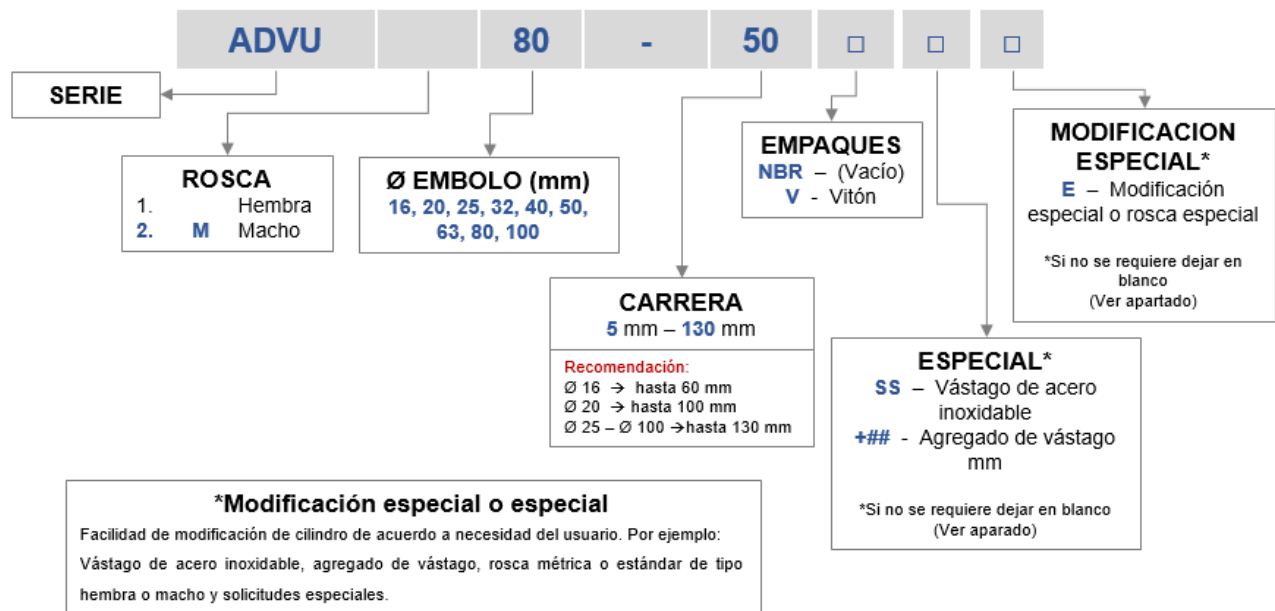 ADVU 80 - 50 □ □ □
SERIE
ROSCA
1. Hembra
2. M Macho
Ø EMBOLO (mm)
16, 20, 25, 32, 40, 50,
63, 80, 100
CARRERA
5 mm – 130 mm
Recomendación:
Ø 16 → hasta 60 mm
Ø 20 → hasta 100 mm
Ø 25 – Ø 100 →hasta 130 mm
EMPAQUES
NBR – (Vacío)
V - Vitón
ESPECIAL*
SS – Vástago de acero
inoxidable
+## - Agregado de vástago
mm
*Si no se requiere dejar en blanco
(Ver aparado)
MODIFICACION
ESPECIAL*
E – Modificación
especial o rosca especial
*Si no se requiere dejar en
blanco
(Ver apartado)
*Modificación especial o especial
Facilidad de modificación de cilindro de acuerdo a necesidad del usuario. Por ejemplo:
Vástago de acero inoxidable, agregado de vástago, rosca métrica o estándar de tipo
hembra o macho y solicitudes especiales.